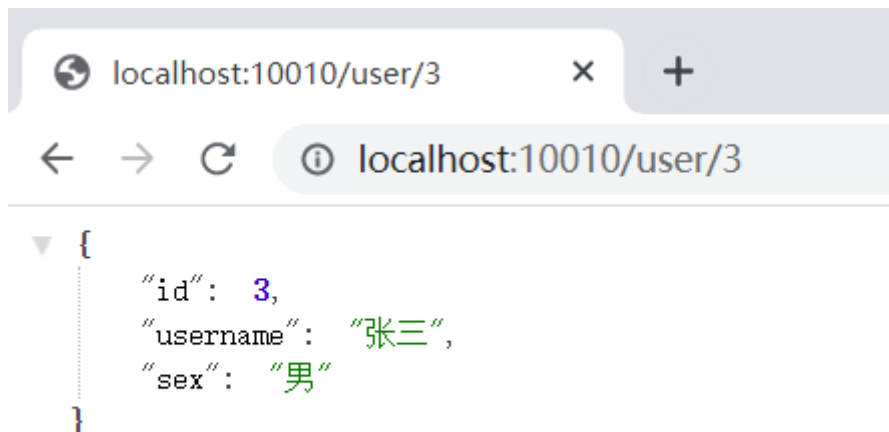 localhost:10010/user/3
localhost:10010/user/3
{
"id": 3,
"username": "张三",
"sex": "男"
}